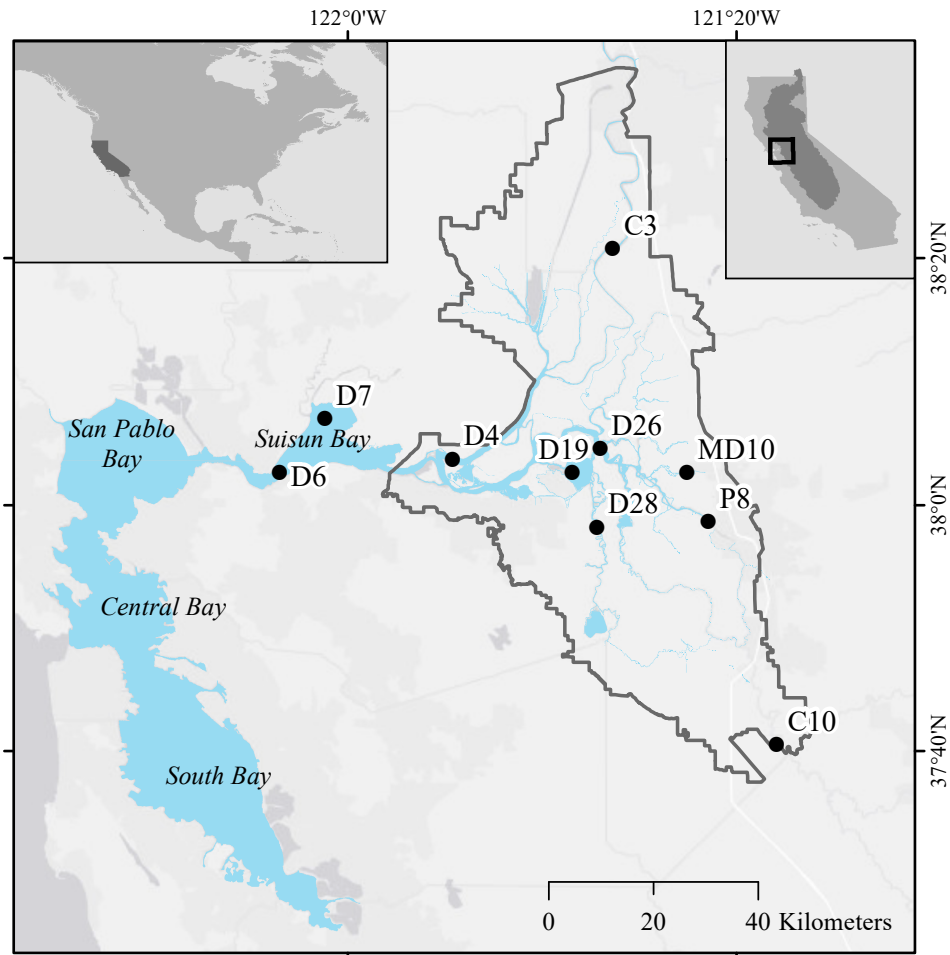 122°0'W
121°20'W
C3
38°20'N
D7
San Pablo
Bay
Suisun Bay
D4
D26
D19
MD10
D6
P8
D28
38°0'N
Central Bay
C10
37°40'N
South Bay
0 20 40 Kilometers